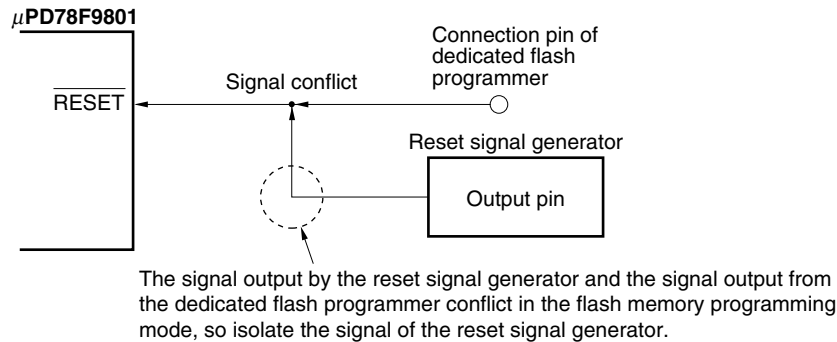 μPD78F9801
Connection pin of
dedicated flash
programmer
Signal conflict
RESET
Reset signal generator
Output pin
The signal output by the reset signal generator and the signal output from
the dedicated flash programmer conflict in the flash memory programming
mode, so isolate the signal of the reset signal generator.